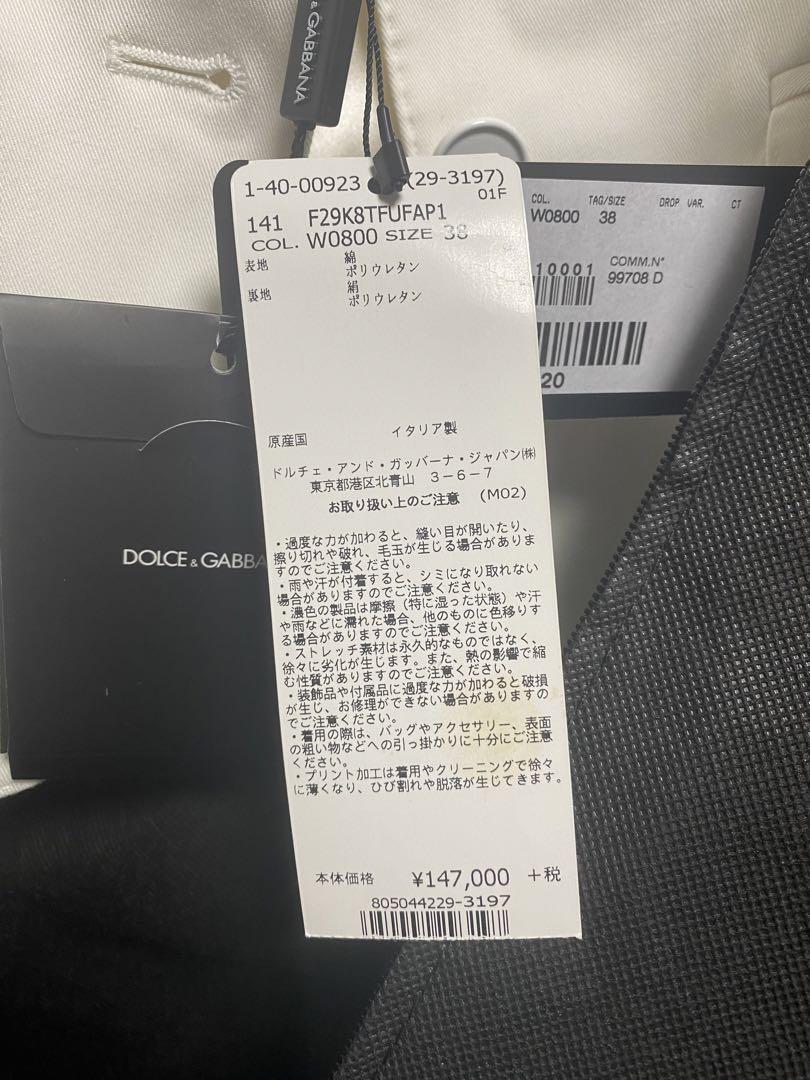 & GABBANA
1-40-00923 (29-3197)
01F
141 F29K8TFUFAP1
COL. W0800 SIZE 38
表地 綿
ポリウレタン
裏地 絹
ポリウレタン
原産国 イタリア製
ドルチェ・アンド・ガッバーナ・ジャパン㈱
東京都港区北青山 3-6-7
お取り扱い上のご注意 (M02)
・過度な力が加わると、縫い目が開いたり、
擦り切れや破れ、毛玉が生じる場合がありま
すのでご注意ください。
・雨や汗が付着すると、シミになり取れない
場合がありますのでご注意ください。
・濃色の製品は摩擦(特に湿った状態)や汗
や雨などに濡れた場合、他のものに色移りす
る場合がありますのでご注意ください。
・ストレッチ素材は永久的なものではなく、
徐々に劣化が生じます。また、熱の影響で縮
む性質がありますのでご注意ください。
・装飾品や付属品に過度な力が加わると破損
が生じ、お修理ができない場合がありますの
でご注意ください。
・着用の際は、バッグやアクセサリー、表面
の粗い物などへの引っ掛かりに十分にご注意
ください。
・プリント加工は着用やクリーニングで徐々
に薄くなり、ひび割れや脱落が生じてきます。
本体価格 ¥147,000 +税
805044229-3197
COL. TAG/SIZE DROP VAR. CT
W0800 38
10001 COMM.N°
99708 D
20
DOLCE & GABBA